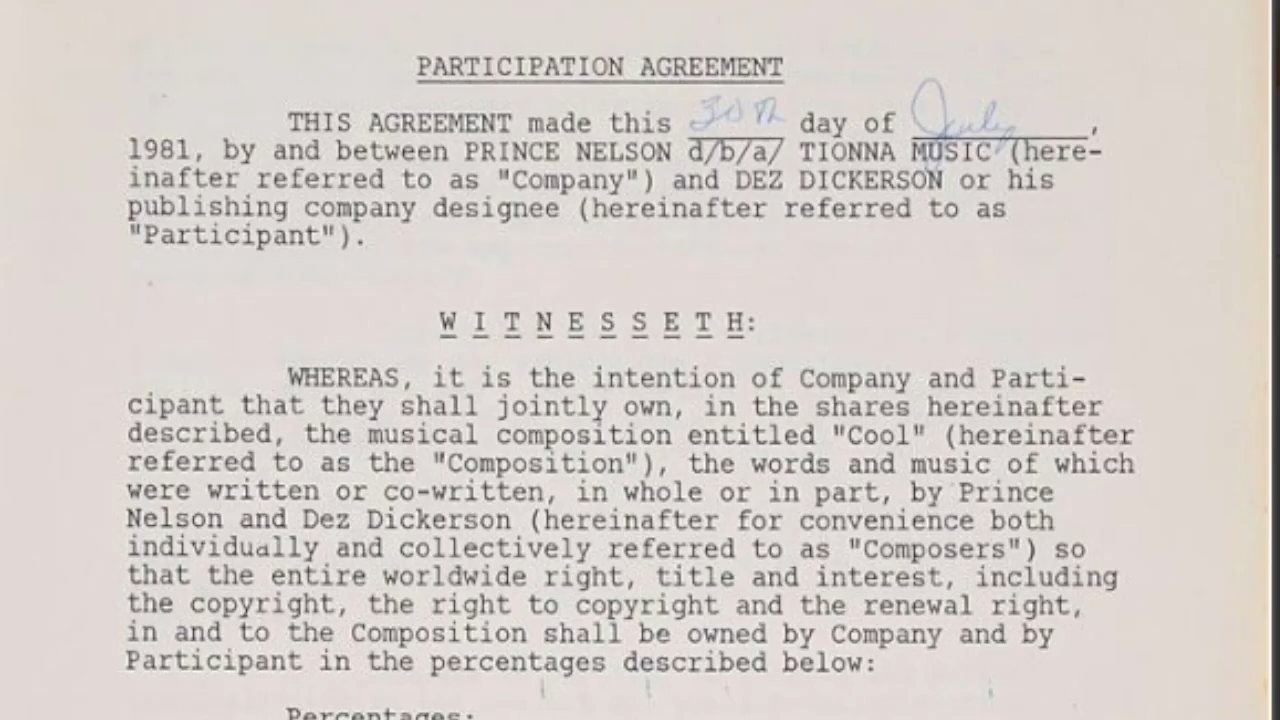 PARTICIPATION AGREEMENT
THIS AGREEMENT made this 30th day of July,
1981, by and between PRINCE NELSON d/b/a/ TIONNA MUSIC (here-
inafter referred to as "Company") and DEZ DICKERSON or his
publishing company designee (hereinafter referred to as
"Participant").
W I T N E S S E T H:
WHEREAS, it is the intention of Company and Parti-
cipant that they shall jointly own, in the shares hereinafter
described, the musical composition entitled "Cool" (hereinafter
referred to as the "Composition"), the words and music of which
were written or co-written, in whole or in part, by Prince
Nelson and Dez Dickerson (hereinafter for convenience both
individually and collectively referred to as "Composers") so
that the entire worldwide right, title and interest, including
the copyright, the right to copyright and the renewal right,
in and to the Composition shall be owned by Company and by
Participant in the percentages described below:
Percentages: